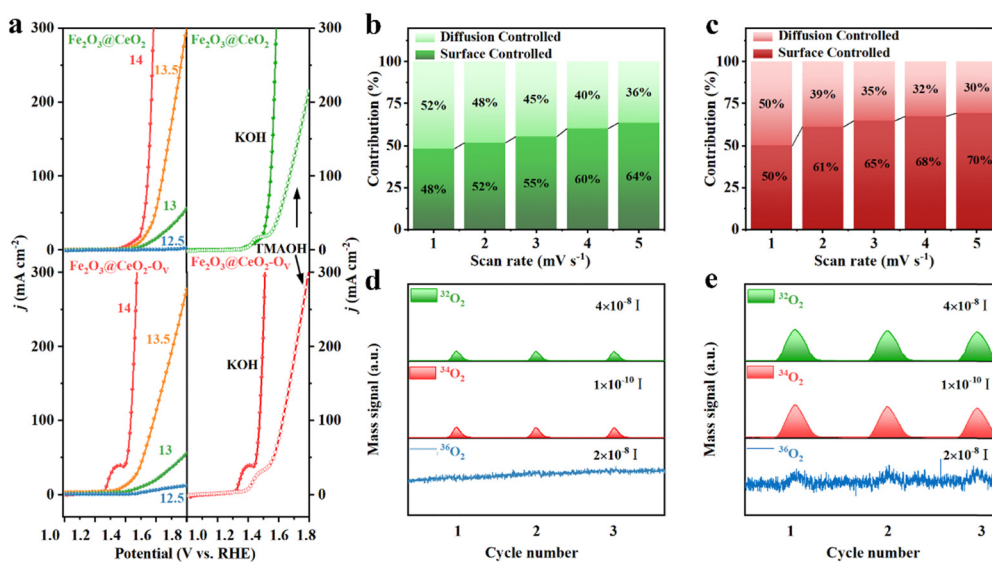 a
Fe₂O₃@CeO₂
Fe₂O₃@CeO₂
14
13.5
13
12.5
KOH
TMAOH
300
200
100
0
300
200
100
0
Fe₂O₃@CeO₂-Oᵥ
Fe₂O₃@CeO₂-Oᵥ
14
13.5
13
12.5
KOH
300
200
100
0
300
200
100
0
j (mA cm⁻²)
j (mA cm⁻²)
j (mA cm⁻²)
j (mA cm⁻²)
1.0 1.2 1.4 1.6 1.8 1.0 1.2 1.4 1.6 1.8
Potential (V vs. RHE)
b
Diffusion Controlled
Surface Controlled
Contribution (%)
100
75
50
25
52% 48% 45% 40% 36%
48% 52% 55% 60% 64%
1 2 3 4 5
Scan rate (mV s⁻¹)
c
Diffusion Controlled
Surface Controlled
Contribution (%)
100
75
50
25
50% 39% 35% 32% 30%
50% 61% 65% 68% 70%
1 2 3 4 5
Scan rate (mV s⁻¹)
d
³²O₂
4×10⁻⁸ I
³⁴O₂
1×10⁻¹⁰ I
³⁶O₂
2×10⁻⁸ I
Mass signal (a.u.)
1 2 3
Cycle number
e
³²O₂
4×10⁻⁸ I
³⁴O₂
1×10⁻¹⁰ I
³⁶O₂
2×10⁻⁸ I
Mass signal (a.u.)
1 2 3
Cycle number